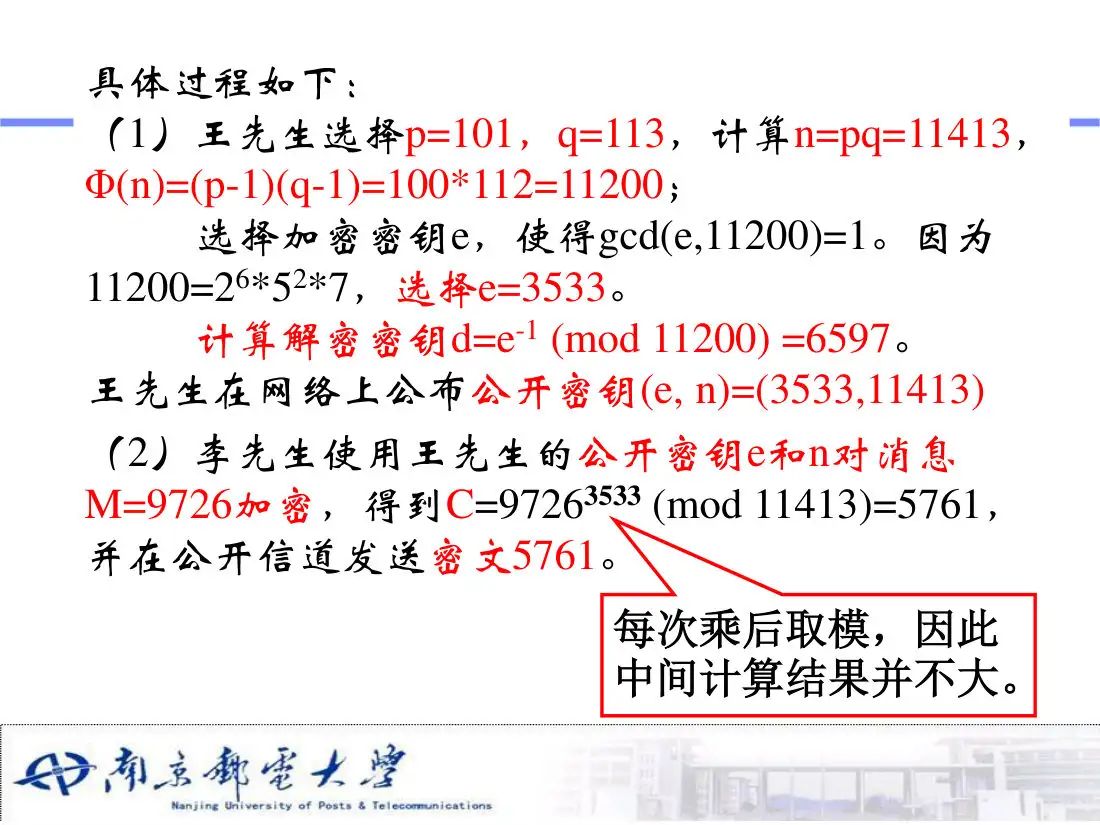 具体过程如下：
（1）王先生选择p=101，q=113，计算n=pq=11413，
Φ(n)=(p-1)(q-1)=100*112=11200；
选择加密密钥e，使得gcd(e,11200)=1。因为
11200=2⁶*5²*7，选择e=3533。
计算解密密钥d=e⁻¹ (mod 11200) =6597。
王先生在网络上公布公开密钥(e, n)=(3533,11413)
（2）李先生使用王先生的公开密钥e和n对消息
M=9726加密，得到C=9726³⁵³³ (mod 11413)=5761，
并在公开信道发送密文5761。
每次乘后取模，因此
中间计算结果并不大。
南京邮电大学
Nanjing University of Posts & Telecommunications